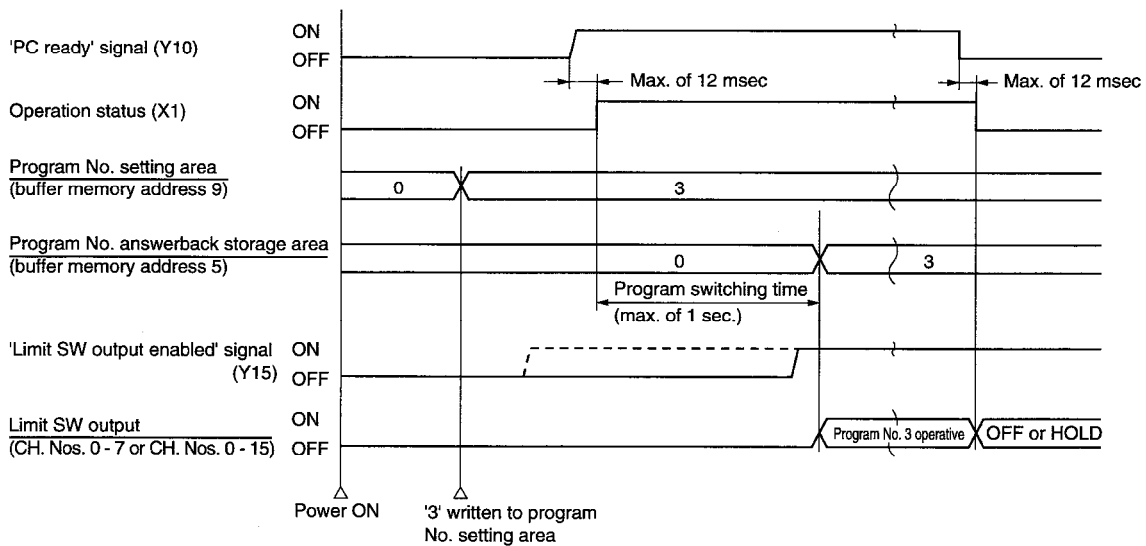 ON
'PC ready' signal (Y10)
OFF
Max. of 12 msec
Max. of 12 msec
ON
Operation status (X1)
OFF
Program No. setting area
(buffer memory address 9)
0
3
Program No. answerback storage area
(buffer memory address 5)
0
3
Program switching time
(max. of 1 sec.)
'Limit SW output enabled' signal
(Y15)
ON
OFF
Limit SW output
(CH. Nos. 0 - 7 or CH. Nos. 0 - 15)
ON
OFF
Program No. 3 operative
OFF or HOLD
Power ON
'3' written to program
No. setting area